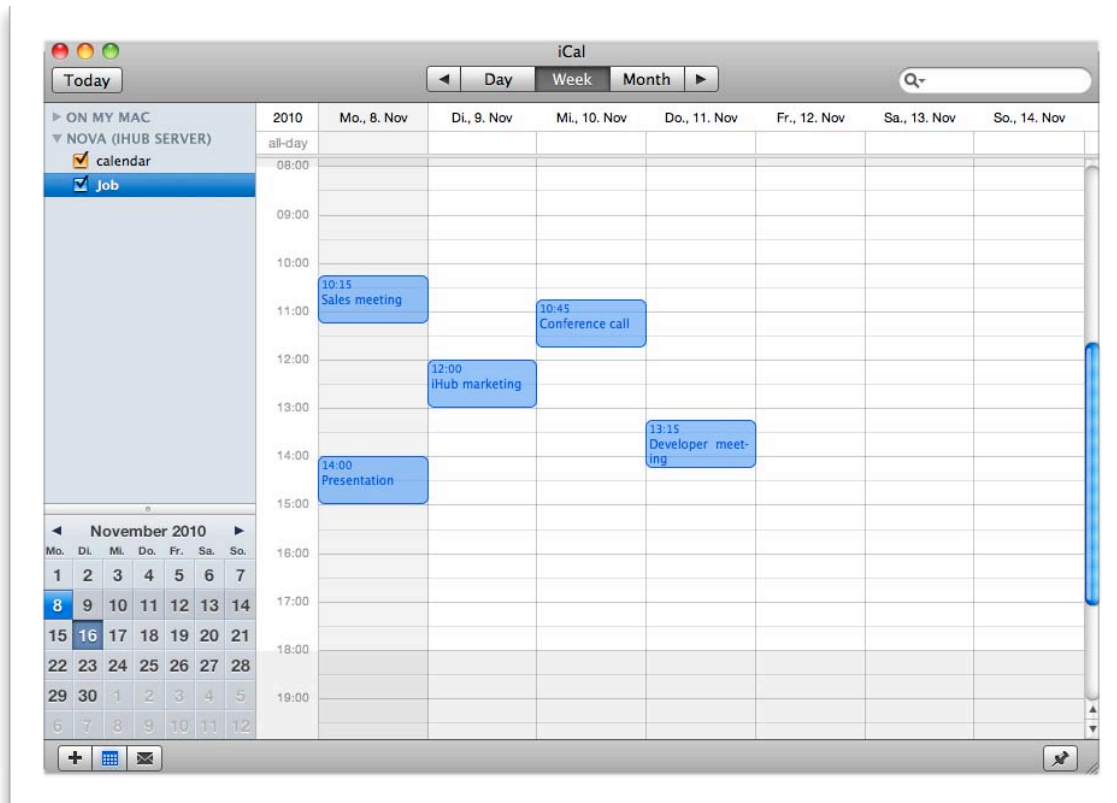 iCal
Today
Day Week Month
ON MY MAC
NOVA (IHUB SERVER)
calendar
Job
2010 Mo., 8. Nov Di., 9. Nov Mi., 10. Nov Do., 11. Nov Fr., 12. Nov Sa., 13. Nov So., 14. Nov
all-day
08:00
09:00
10:00
10:15
Sales meeting
10:45
Conference call
11:00
12:00
12:00
iHub marketing
13:00
13:15
Developer meet-
ing
14:00
14:00
Presentation
15:00
16:00
17:00
18:00
19:00
November 2010
Mo. Di. Mi. Do. Fr. Sa. So.
1 2 3 4 5 6 7
8 9 10 11 12 13 14
15 16 17 18 19 20 21
22 23 24 25 26 27 28
29 30 1 2 3 4 5
6 7 8 9 10 11 12